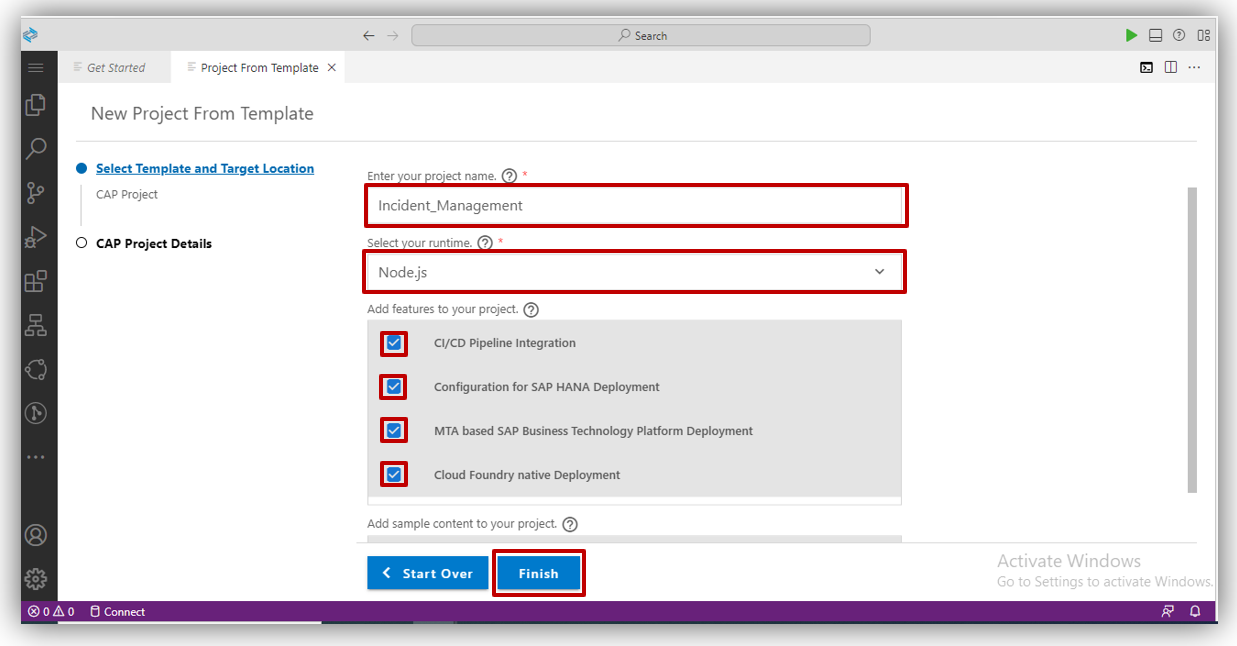 Search
Get Started
Project From Template
New Project From Template
Select Template and Target Location
CAP Project
CAP Project Details
Enter your project name. ? *
Incident_Management
Select your runtime. ? *
Node.js
Add features to your project. ?
CI/CD Pipeline Integration
Configuration for SAP HANA Deployment
MTA based SAP Business Technology Platform Deployment
Cloud Foundry native Deployment
Add sample content to your project. ?
Start Over
Finish
Activate Windows
Go to Settings to activate Windows.
0 0 Connect